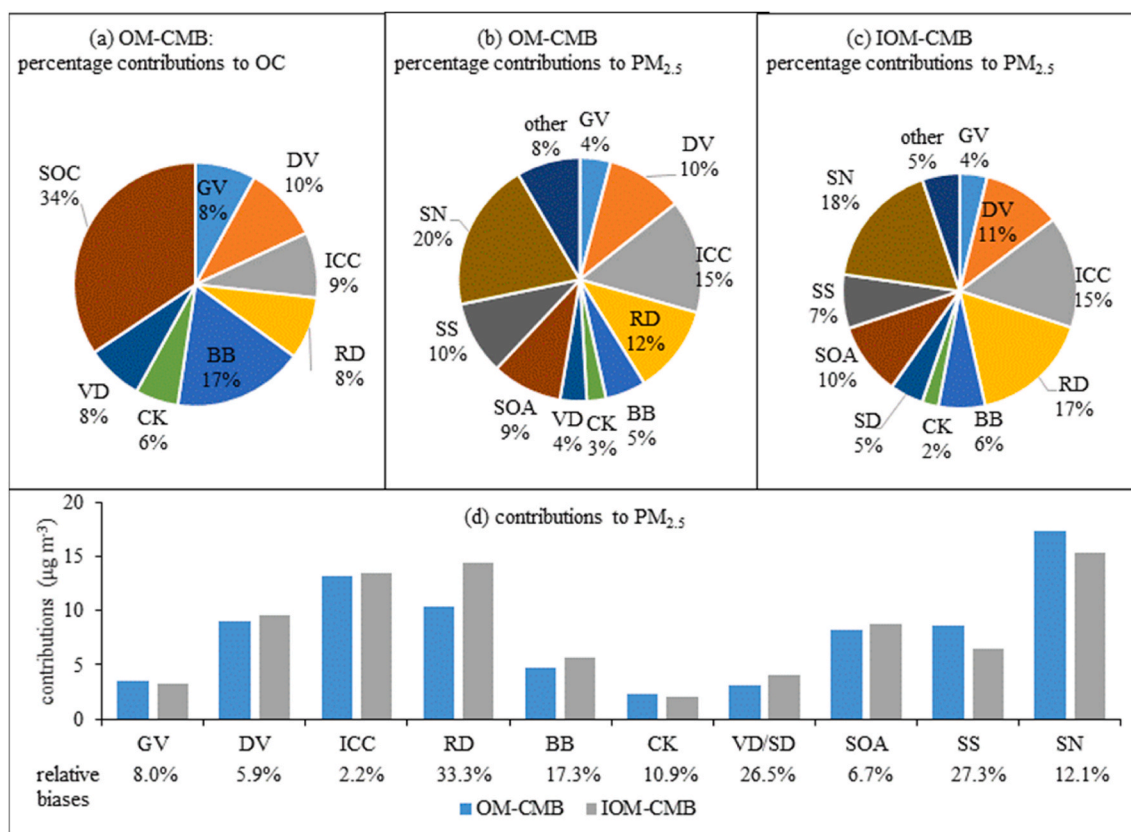 (a) OM-CMB:
percentage contributions to OC
SOC
34%
GV
8%
DV
10%
ICC
9%
RD
8%
BB
17%
CK
6%
VD
8%
(b) OM-CMB
percentage contributions to PM2.5
other
8%
GV
4%
DV
10%
ICC
15%
RD
12%
BB
5%
CK
3%
VD
4%
SOA
9%
SS
10%
SN
20%
(c) IOM-CMB
percentage contributions to PM2.5
other
5%
GV
4%
DV
11%
ICC
15%
RD
17%
BB
6%
CK
2%
SD
5%
SOA
10%
SS
7%
SN
18%
(d) contributions to PM2.5
contributions (μg m-3)
20
15
10
5
0
GV DV ICC RD BB CK VD/SD SOA SS SN
relative 8.0% 5.9% 2.2% 33.3% 17.3% 10.9% 26.5% 6.7% 27.3% 12.1%
biases
OM-CMB IOM-CMB